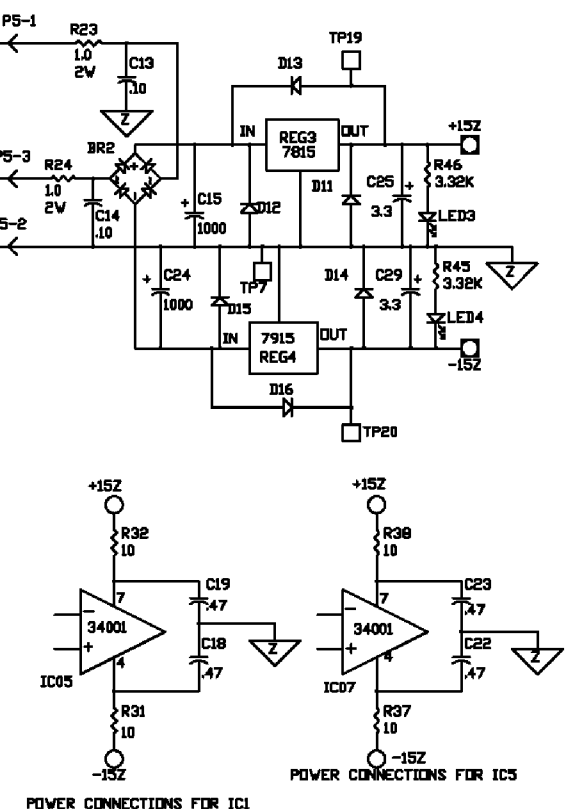 P5-1
R23
1.0
2W
C13
.10
Z
TP19
D13
+15Z
IN
REG3
7815
OUT
BR2
P5-3
R24
1.0
2W
C14
.10
+
C15
1000
D12
D11
C25
+
3.3
R46
3.32K
LED3
5-2
+
C24
1000
D15
TP7
D14
C29
+
3.3
R45
3.32K
LED4
Z
IN
7915
REG4
OUT
-15Z
D16
TP20
+15Z
R32
10
7
34001
-
+
4
IC05
C19
.47
C18
.47
Z
R31
10
-15Z
POWER CONNECTIONS FOR IC1
+15Z
R38
10
7
34001
-
+
4
IC07
C23
.47
C22
.47
Z
R37
10
-15Z
POWER CONNECTIONS FOR IC5